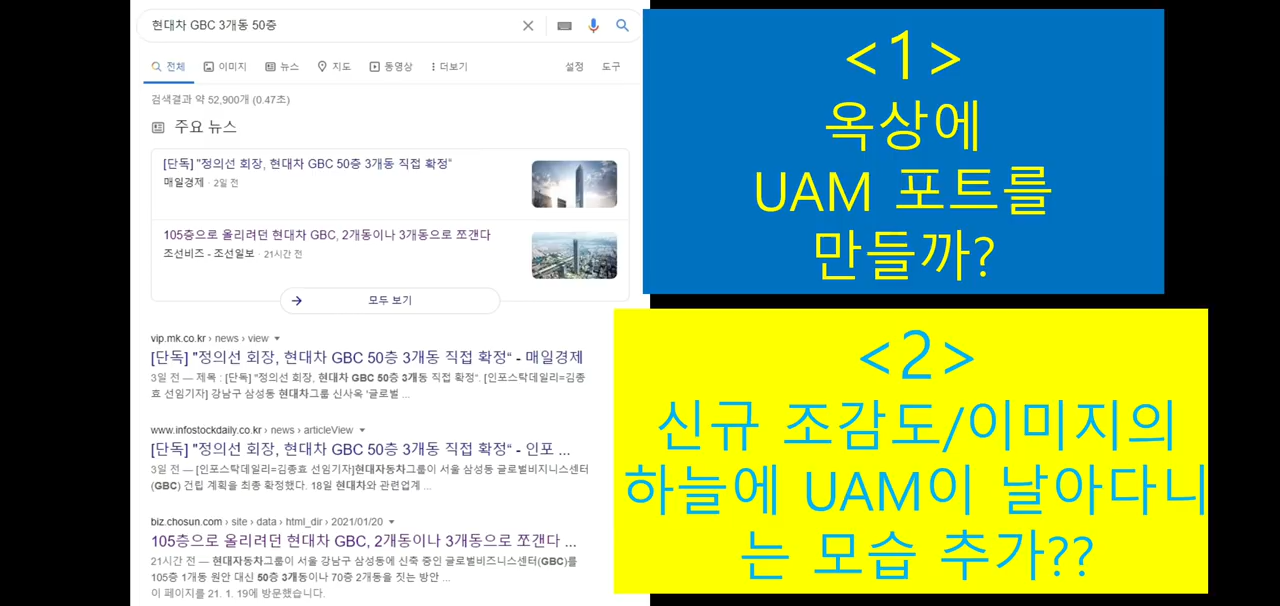 현대차 GBC 3개동 50층
전체 이미지 뉴스 지도 동영상 더보기 설정 도구
검색결과 약 52,900개 (0.47초)
주요 뉴스
[단독] "정의선 회장, 현대차 GBC 50층 3개동 직접 확정“
매일경제 · 2일 전
105층으로 올리려던 현대차 GBC, 2개동이나 3개동으로 쪼갠다
조선비즈 - 조선일보 · 21시간 전
모두 보기
vip.mk.co.kr › news › view
[단독] "정의선 회장, 현대차 GBC 50층 3개동 직접 확정“ - 매일경제
3일 전 — 제목 : [단독] "정의선 회장, 현대차 GBC 50층 3개동 직접 확정“. [인포스탁데일리=김종
효 선임기자] 강남구 삼성동 현대차그룹 신사옥 '글로벌 ...
www.infostockdaily.co.kr › news › articleView
[단독] "정의선 회장, 현대차 GBC 50층 3개동 직접 확정“ - 인포 ...
3일 전 — [인포스탁데일리=김종효 선임기자]현대자동차그룹이 서울 삼성동 글로벌비지니스센터
(GBC) 건립 계획을 최종 확정했다. 18일 현대차와 관련업계 ...
biz.chosun.com › site › data › html_dir › 2021/01/20
105층으로 올리려던 현대차 GBC, 2개동이나 3개동으로 쪼갠다 ...
21시간 전 — 현대자동차그룹이 서울 강남구 삼성동에 신축 중인 글로벌비즈니스센터(GBC)를
105층 1개동 원안 대신 50층 3개동이나 70층 2개동을 짓는 방안 ...
이 페이지를 21. 1. 19에 방문했습니다.
<1>
옥상에
UAM 포트를
만들까?
<2>
신규 조감도/이미지의
하늘에 UAM이 날아다니
는 모습 추가??